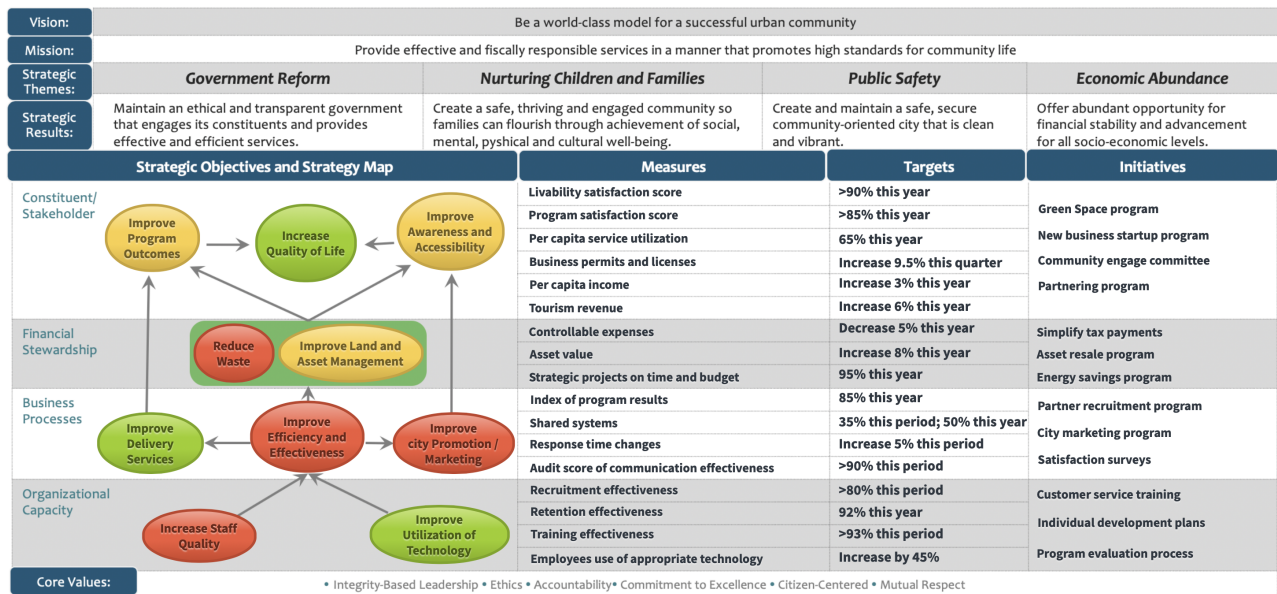 Vision:
Be a world-class model for a successful urban community
Mission:
Provide effective and fiscally responsible services in a manner that promotes high standards for community life
Strategic
Themes:
Government Reform
Nurturing Children and Families
Public Safety
Economic Abundance
Strategic
Results:
Maintain an ethical and transparent government
that engages its constituents and provides
effective and efficient services.
Create a safe, thriving and engaged community so
families can flourish through achievement of social,
mental, pyshical and cultural well-being.
Create and maintain a safe, secure
community-oriented city that is clean
and vibrant.
Offer abundant opportunity for
financial stability and advancement
for all socio-economic levels.
Strategic Objectives and Strategy Map
Measures
Targets
Initiatives
Constituent/
Stakeholder
Improve
Program
Outcomes
Increase
Quality of Life
Improve
Awareness and
Accessibility
Livability satisfaction score
>90% this year
Program satisfaction score
>85% this year
Per capita service utilization
65% this year
Business permits and licenses
Increase 9.5% this quarter
Per capita income
Increase 3% this year
Tourism revenue
Increase 6% this year
Green Space program
New business startup program
Community engage committee
Partnering program
Financial
Stewardship
Reduce
Waste
Improve Land and
Asset Management
Controllable expenses
Decrease 5% this year
Asset value
Increase 8% this year
Strategic projects on time and budget
95% this year
Simplify tax payments
Asset resale program
Energy savings program
Business
Processes
Improve
Delivery
Services
Improve
Efficiency and
Effectiveness
Improve
city Promotion /
Marketing
Index of program results
85% this year
Shared systems
35% this period; 50% this year
Response time changes
Increase 5% this period
Audit score of communication effectiveness
>90% this period
Partner recruitment program
City marketing program
Satisfaction surveys
Organizational
Capacity
Increase Staff
Quality
Improve
Utilization of
Technology
Recruitment effectiveness
>80% this period
Retention effectiveness
92% this year
Training effectiveness
>93% this period
Employees use of appropriate technology
Increase by 45%
Customer service training
Individual development plans
Program evaluation process
Core Values:
• Integrity-Based Leadership • Ethics • Accountability• Commitment to Excellence • Citizen-Centered • Mutual Respect